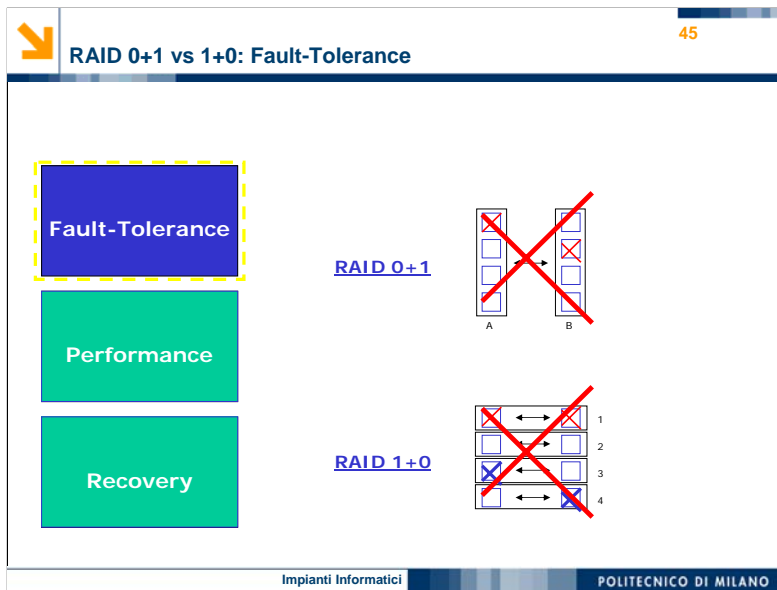 45
RAID 0+1 vs 1+0: Fault-Tolerance
Fault-Tolerance
Performance
Recovery
RAID 0+1
A B
RAID 1+0
1
2
3
4
Impianti Informatici
POLITECNICO DI MILANO